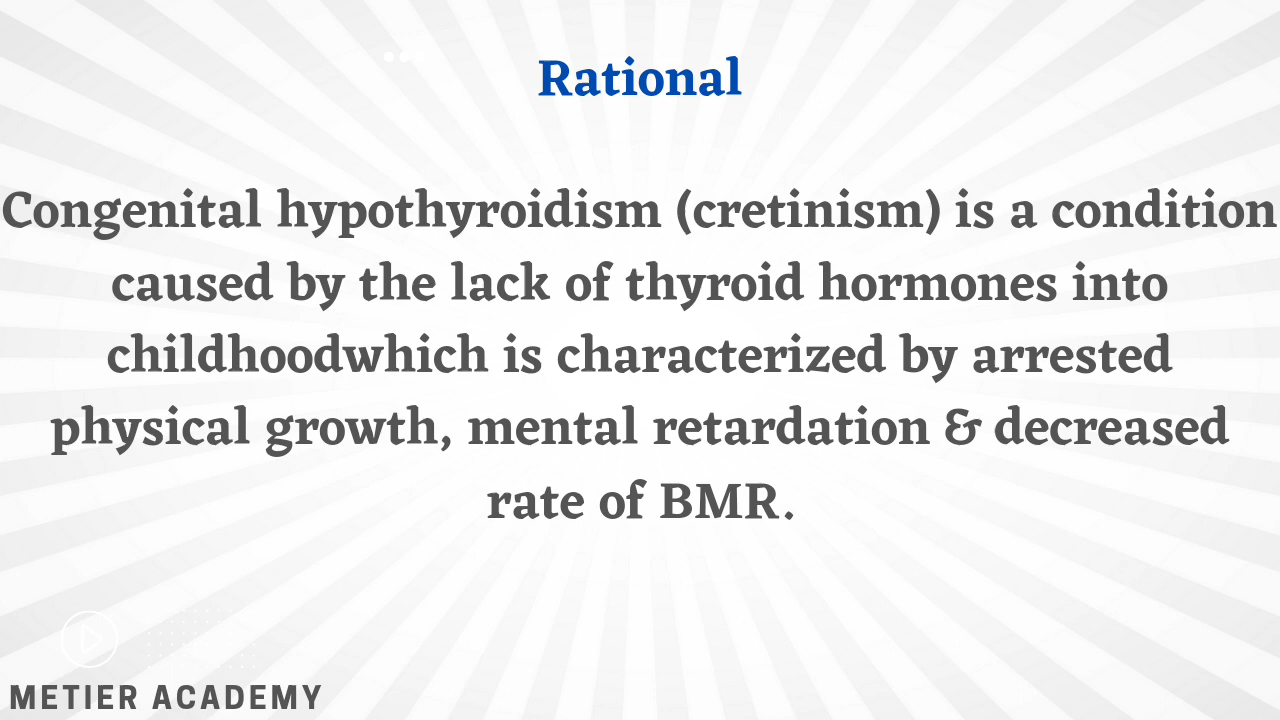 Rational
Congenital hypothyroidism (cretinism) is a condition
caused by the lack of thyroid hormones into
childhoodwhich is characterized by arrested
physical growth, mental retardation & decreased
rate of BMR.
METIER ACADEMY